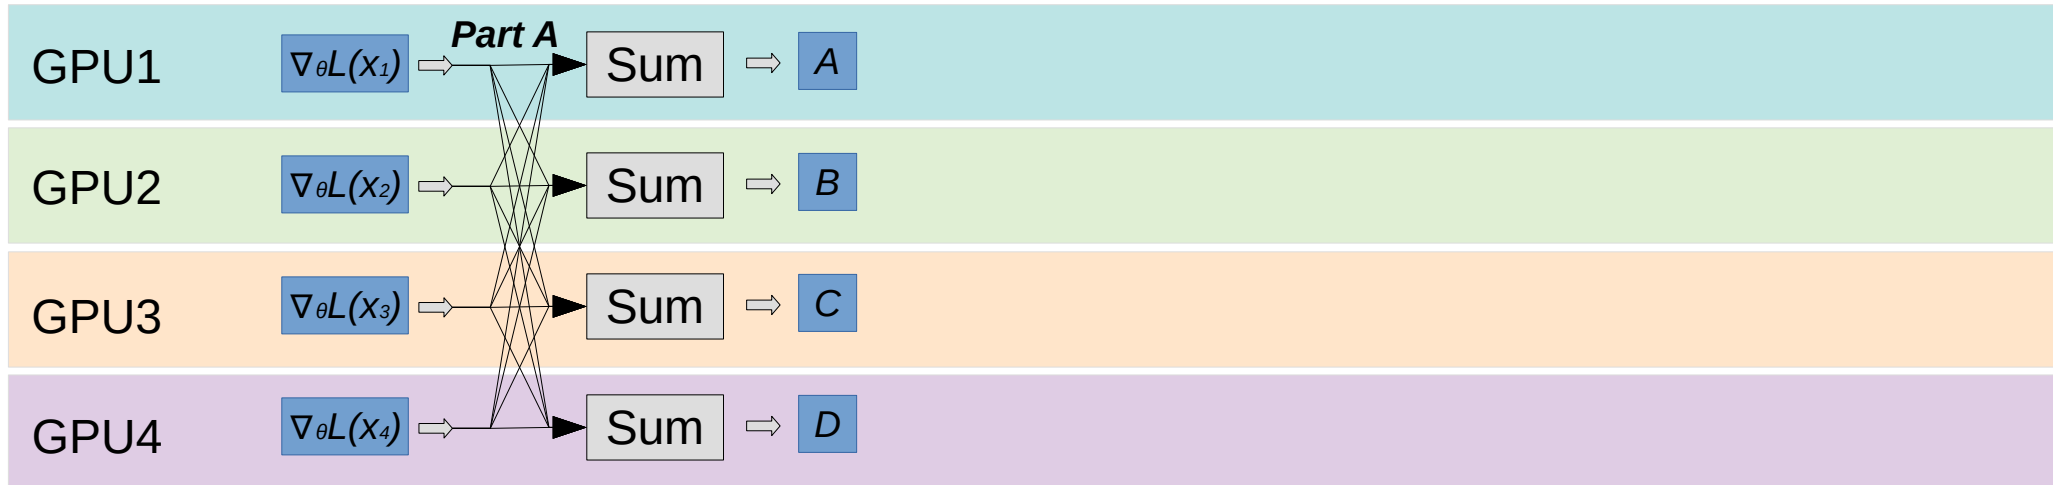 Part A
GPU1 ∇θL(x1) Sum A
GPU2 ∇θL(x2) Sum B
GPU3 ∇θL(x3) Sum C
GPU4 ∇θL(x4) Sum D